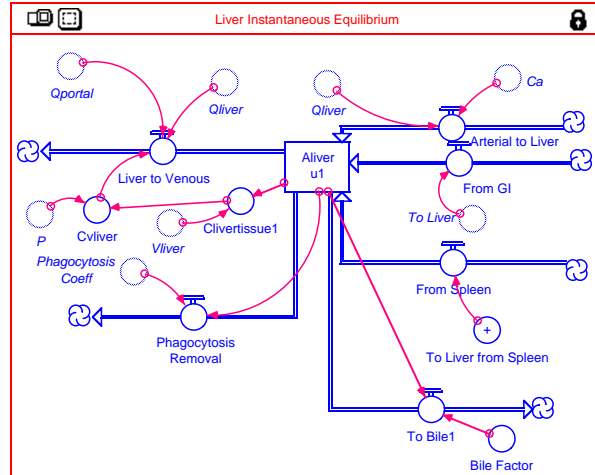 Liver Instantaneous Equilibrium
Qportal
Qliver
Qliver
Ca
Liver to Venous
Aliver
u1
Arterial to Liver
From GI
To Liver
P
Cvliver
Clivertissue1
Vliver
Phagocytosis
Coeff
From Spleen
+
To Liver from Spleen
Phagocytosis
Removal
To Bile1
Bile Factor